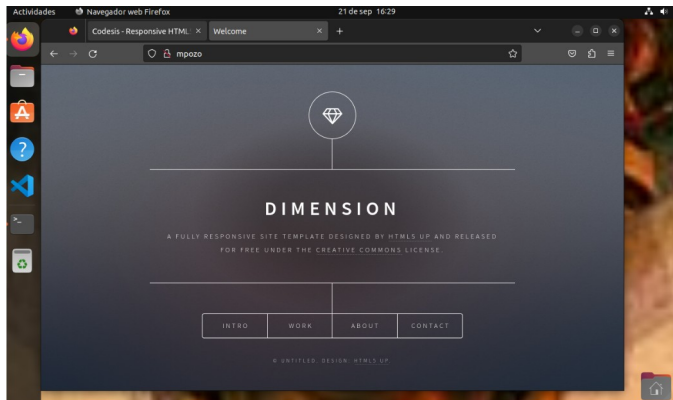 Actividades
Navegador web Firefox
21 de sep 16:29
Codesis - Responsive HTML
Welcome
mpozo
DIMENSION
A FULLY RESPONSIVE SITE TEMPLATE DESIGNED BY HTML5 UP AND RELEASED
FOR FREE UNDER THE CREATIVE COMMONS LICENSE.
INTRO
WORK
ABOUT
CONTACT
© UNTITLED. DESIGN: HTML5 UP.